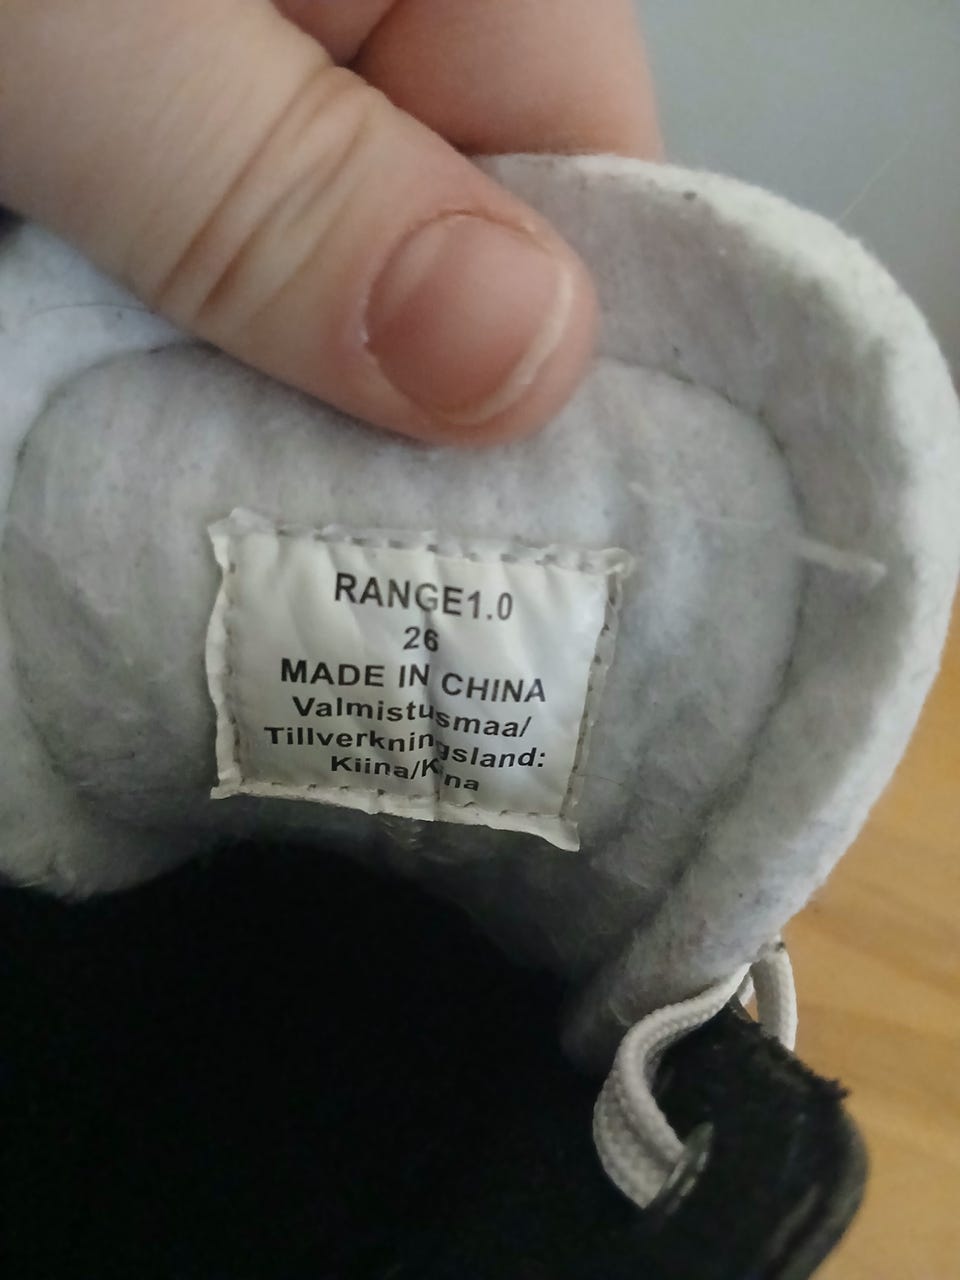 RANGE1.0
26
MADE IN CHINA
Valmistusmaa/
Tillverkningsland:
Kiina/Kina